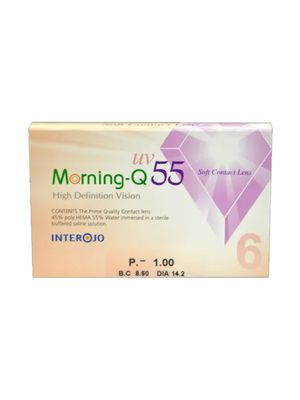 uv
Morning-Q 55
Soft Contact Lens
High Definition Vision
CONTENTS The Prime Quality Contact lens
45% poly HEMA 55% Water immersed in a sterile
buffered saline solution.
INTEROJO
6
P.- 1.00
B.C 8.60 DIA 14.2